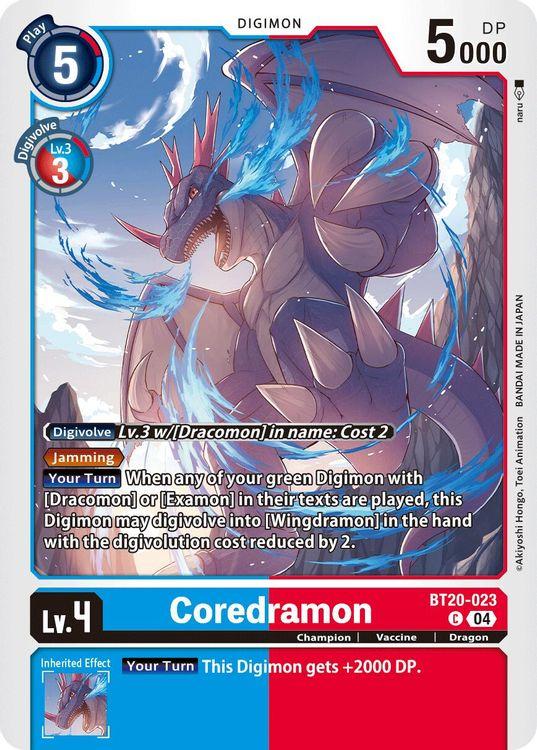 Play
5
DIGIMON
DP
5000
Digivolve
Lv.3
3
naru
Digivolve Lv.3 w/[Dracomon] in name: Cost 2
Jamming
Your Turn When any of your green Digimon with
[Dracomon] or [Examon] in their texts are played, this
Digimon may digivolve into [Wingdramon] in the hand
with the digivolution cost reduced by 2.
©Akiyoshi Hongo, Toei Animation BANDAI MADE IN JAPAN
Lv.4
Coredramon
BT20-023
C 04
Champion | Vaccine | Dragon
Inherited Effect
Your Turn This Digimon gets +2000 DP.